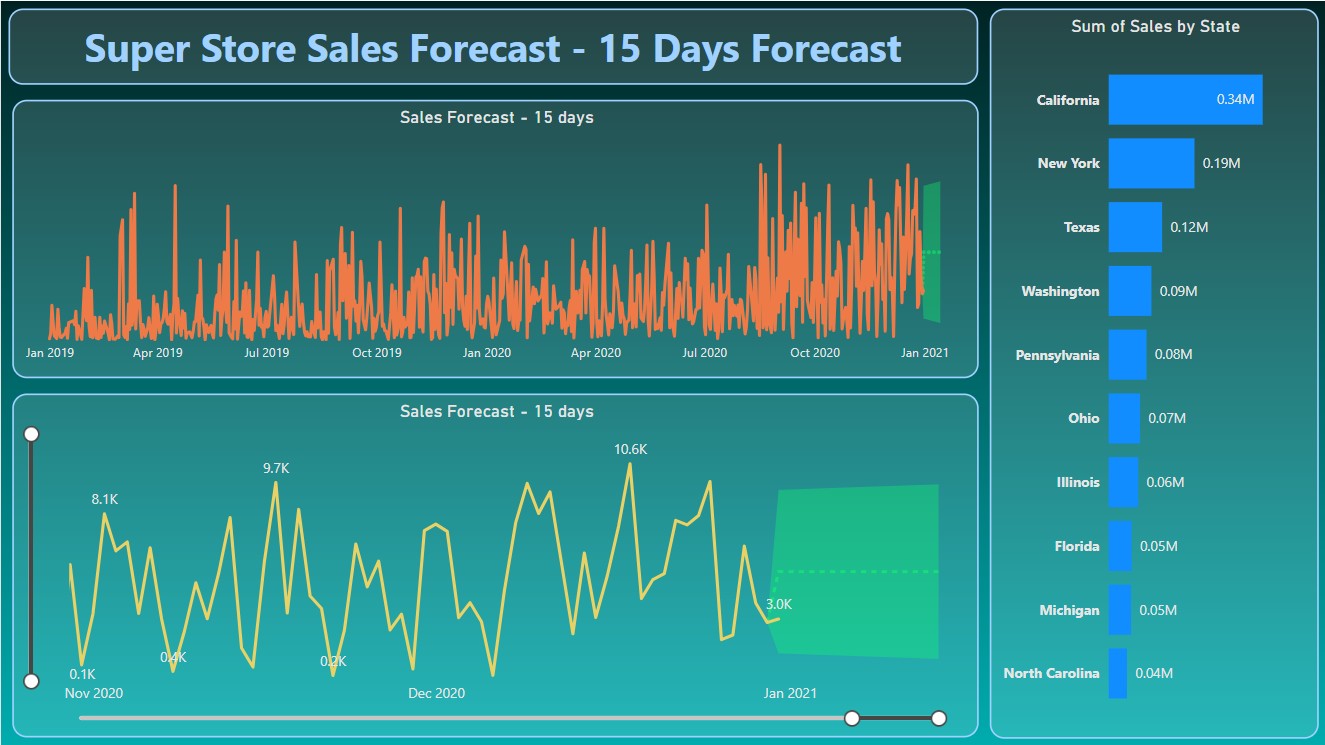 Super Store Sales Forecast - 15 Days Forecast
Sales Forecast - 15 days
Jan 2019 Apr 2019 Jul 2019 Oct 2019 Jan 2020 Apr 2020 Jul 2020 Oct 2020 Jan 2021
Sales Forecast - 15 days
10.6K
9.7K
8.1K
3.0K
0.4K
0.2K
0.1K
Nov 2020 Dec 2020 Jan 2021
Sum of Sales by State
California 0.34M
New York 0.19M
Texas 0.12M
Washington 0.09M
Pennsylvania 0.08M
Ohio 0.07M
Illinois 0.06M
Florida 0.05M
Michigan 0.05M
North Carolina 0.04M